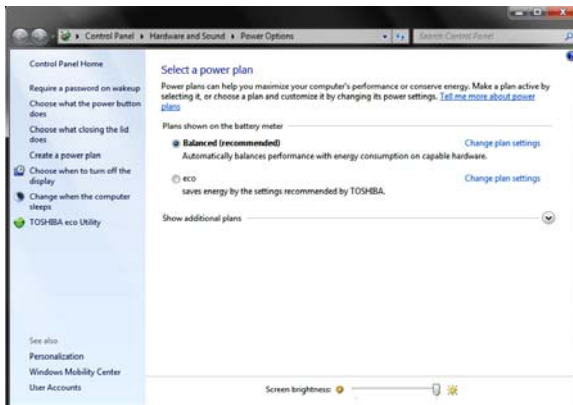 Control Panel ▸ Hardware and Sound ▸ Power Options
Search Control Panel
Control Panel Home
Require a password on wakeup
Choose what the power button
does
Choose what closing the lid
does
Create a power plan
Choose when to turn off the
display
Change when the computer
sleeps
TOSHIBA eco Utility
See also
Personalization
Windows Mobility Center
User Accounts
Select a power plan
Power plans can help you maximize your computer's performance or conserve energy. Make a plan active by
selecting it, or choose a plan and customize it by changing its power settings. Tell me more about power
plans
Plans shown on the battery meter
Balanced (recommended) Change plan settings
Automatically balances performance with energy consumption on capable hardware.
eco Change plan settings
saves energy by the settings recommended by TOSHIBA.
Show additional plans
Screen brightness: